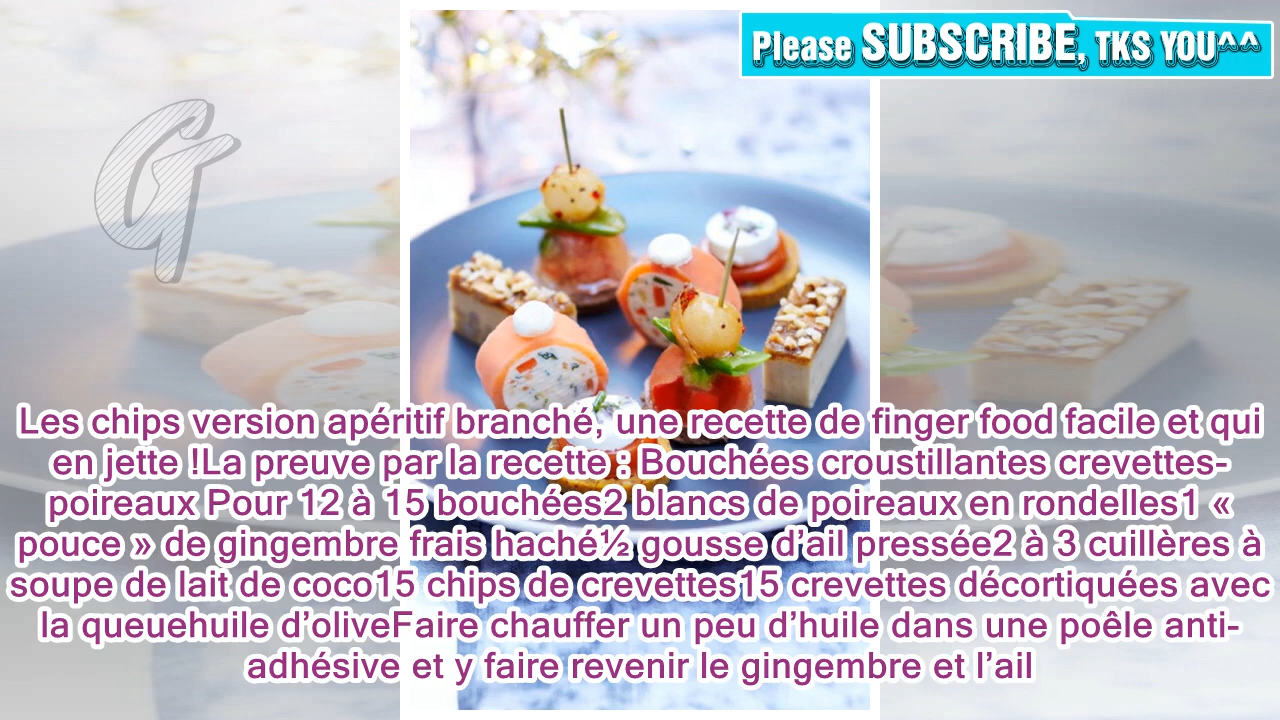 Please SUBSCRIBE, TKS YOU^^
G
Les chips version apéritif branché, une recette de finger food facile et qui
en jette !La preuve par la recette : Bouchées croustillantes crevettes-
poireaux Pour 12 à 15 bouchées2 blancs de poireaux en rondelles1 «
pouce » de gingembre frais haché½ gousse d’ail pressée2 à 3 cuillères à
soupe de lait de coco15 chips de crevettes15 crevettes décortiquées avec
la queuehuile d’oliveFaire chauffer un peu d’huile dans une poêle anti-
adhésive et y faire revenir le gingembre et l’ail